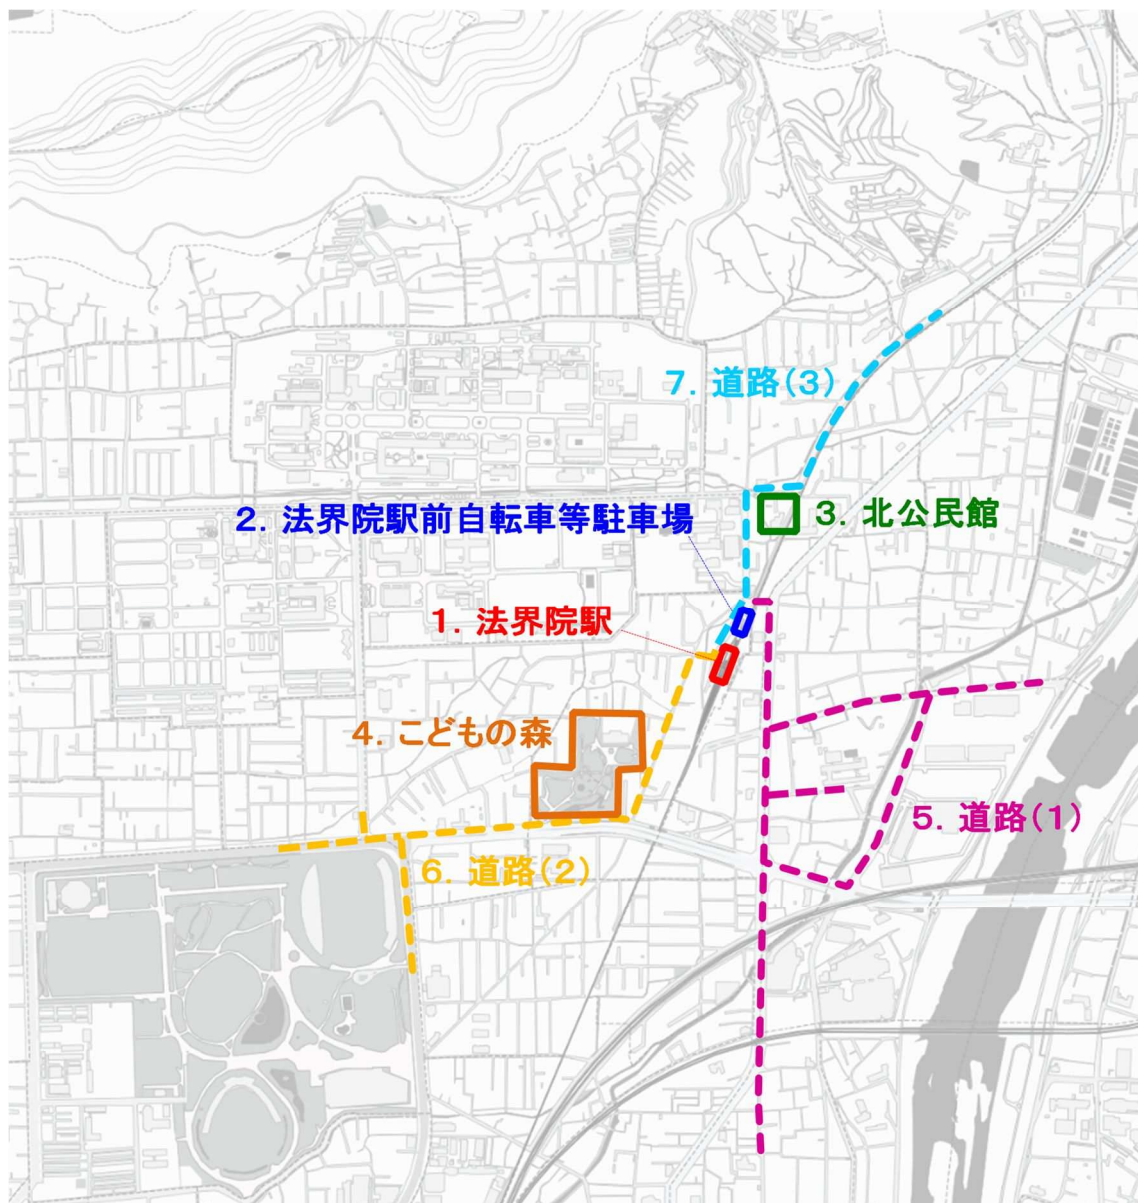 7. 道路(3)
2. 法界院駅前自転車等駐車場
3. 北公民館
1. 法界院駅
4. こどもの森
5. 道路(1)
6. 道路(2)